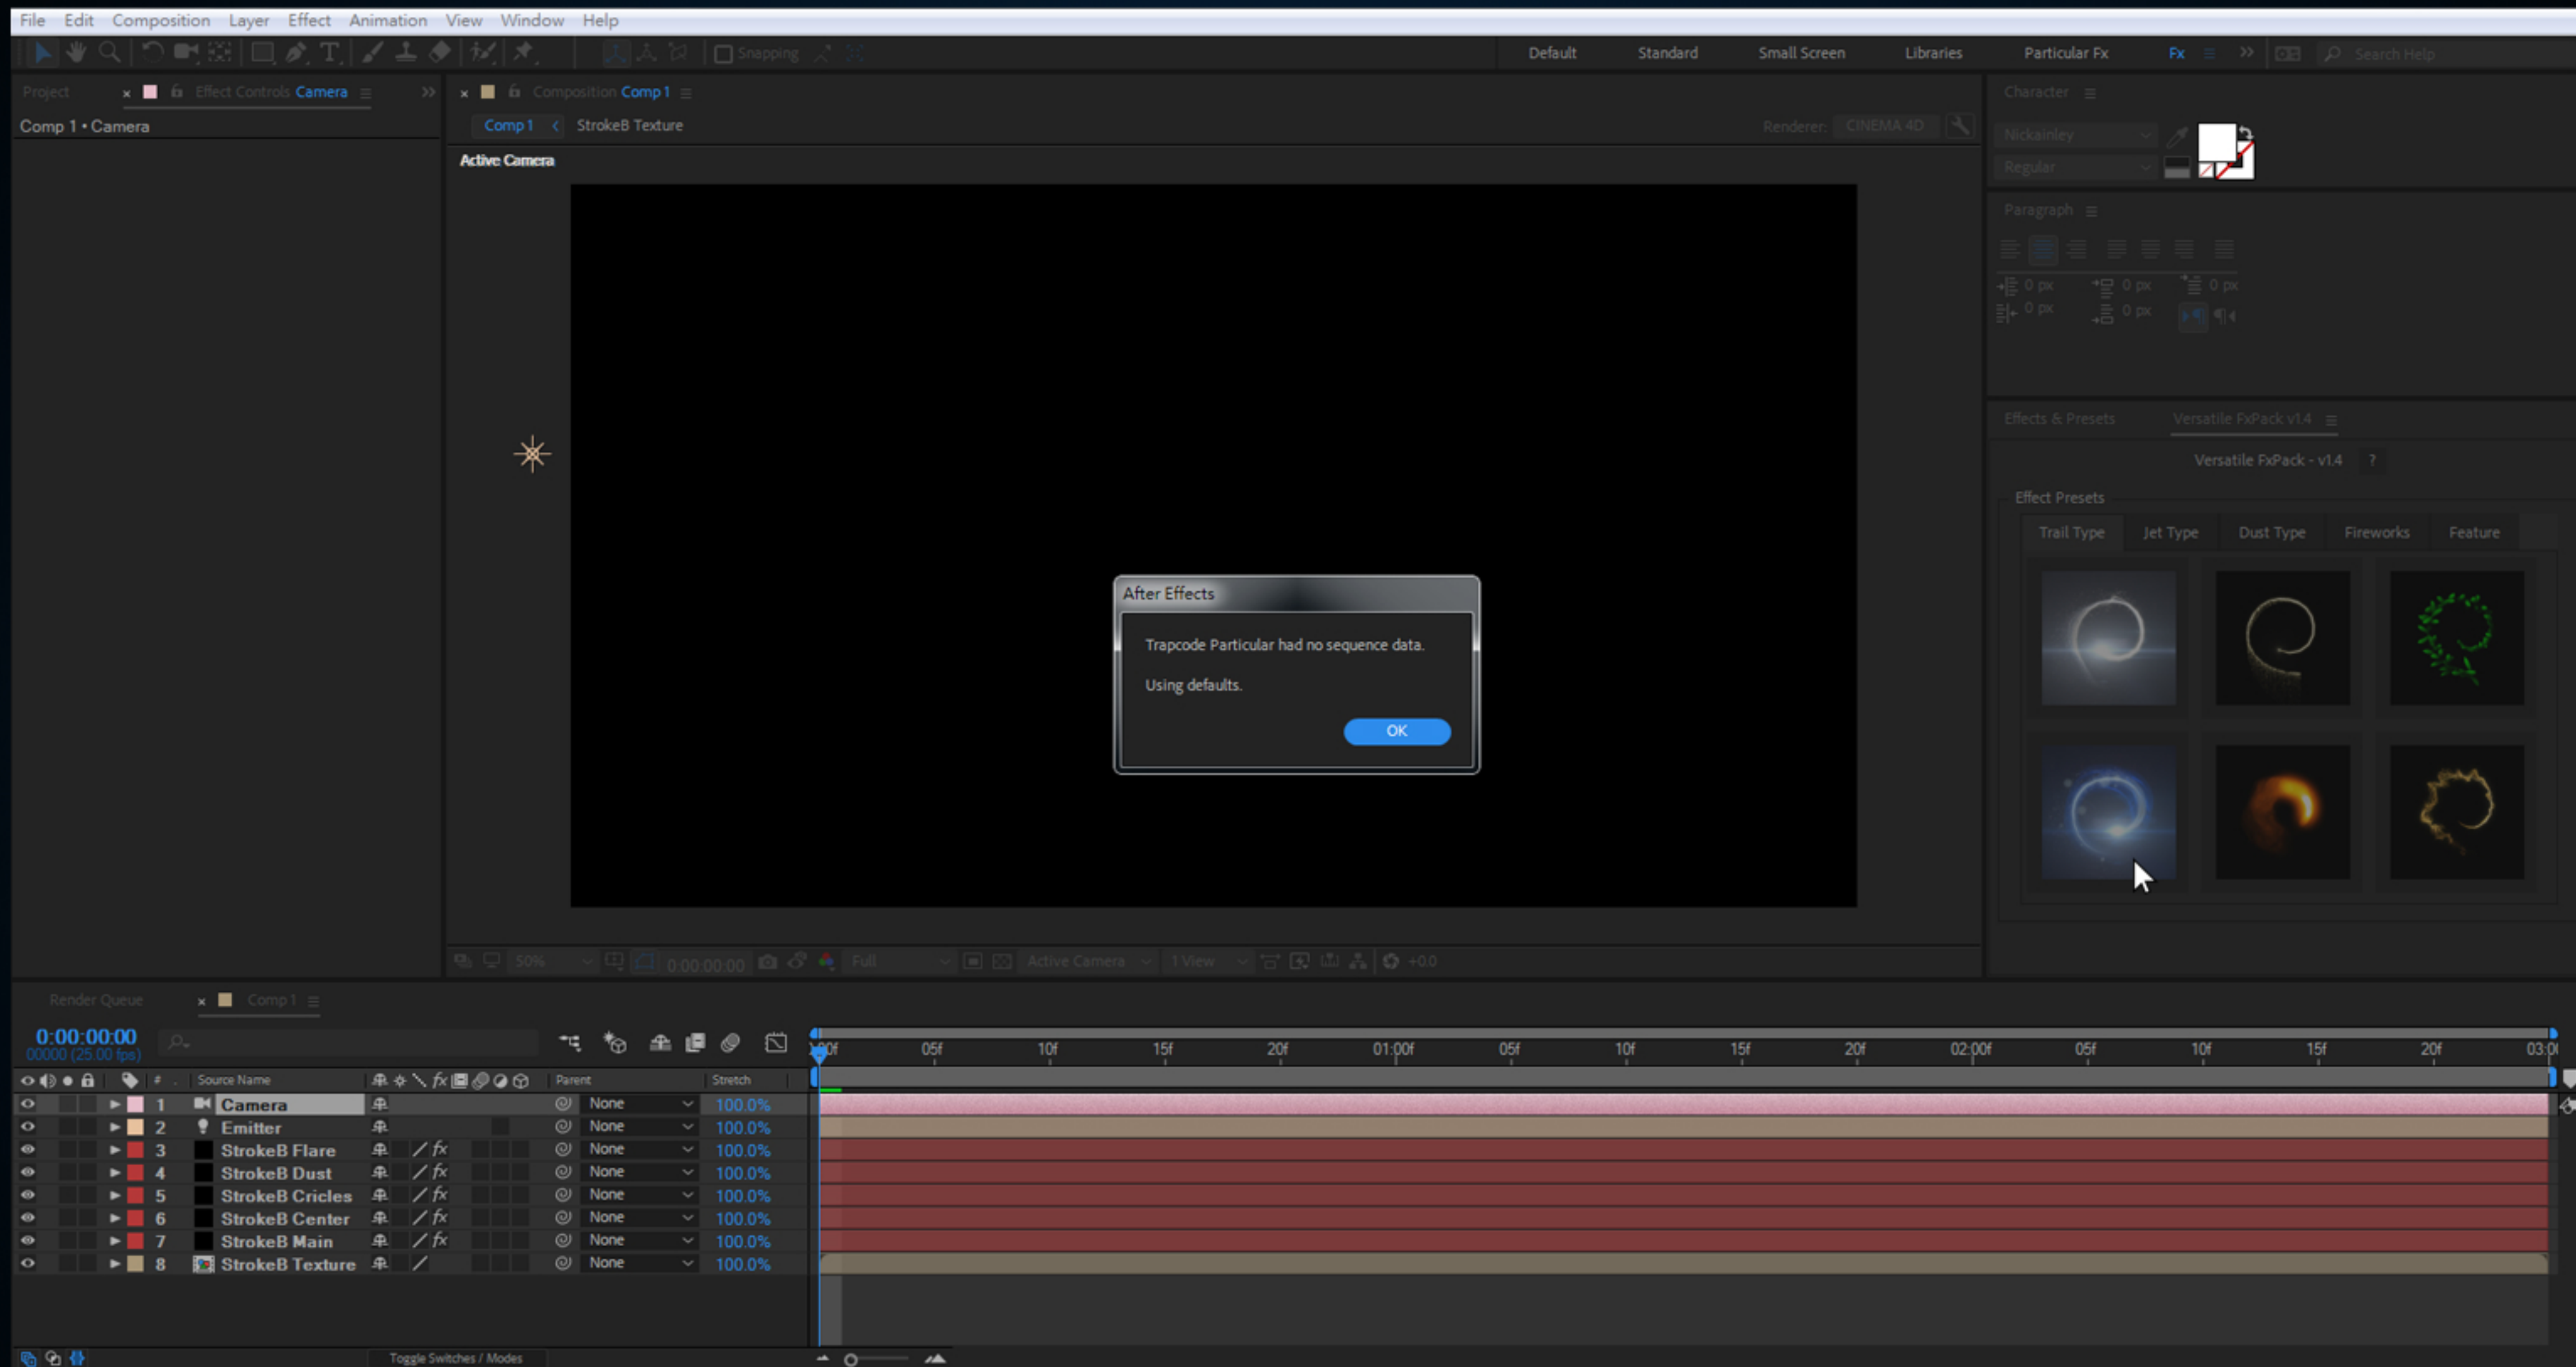 File Edit Composition Layer Effect Animation View Window Help
Snapping Default Standard Small Screen Libraries Particular Fx Fx Search Help
Project Effect Controls Camera
Comp 1 • Camera
Composition Comp 1
Comp 1 StrokeB Texture Renderer: CINEMA 4D
Active Camera
Character
Nickainley
Regular
Paragraph
0 px 0 px 0 px
0 px 0 px
Effects & Presets Versatile FxPack v1.4
Versatile FxPack - v1.4 ?
Effect Presets
Trail Type Jet Type Dust Type Fireworks Feature
After Effects
Trapcode Particular had no sequence data.
Using defaults.
OK
50% 0:00:00:00 Full Active Camera 1 View +0.0
Render Queue Comp 1
0:00:00:00
00000 (25.00 fps)
05f 10f 15f 20f 01:00f 05f 10f 15f 20f 02:00f 05f 10f 15f 20f
# Source Name fx Parent Stretch
1 Camera None 100.0%
2 Emitter None 100.0%
3 StrokeB Flare fx None 100.0%
4 StrokeB Dust fx None 100.0%
5 StrokeB Cricles fx None 100.0%
6 StrokeB Center fx None 100.0%
7 StrokeB Main fx None 100.0%
8 StrokeB Texture None 100.0%
Toggle Switches / Modes